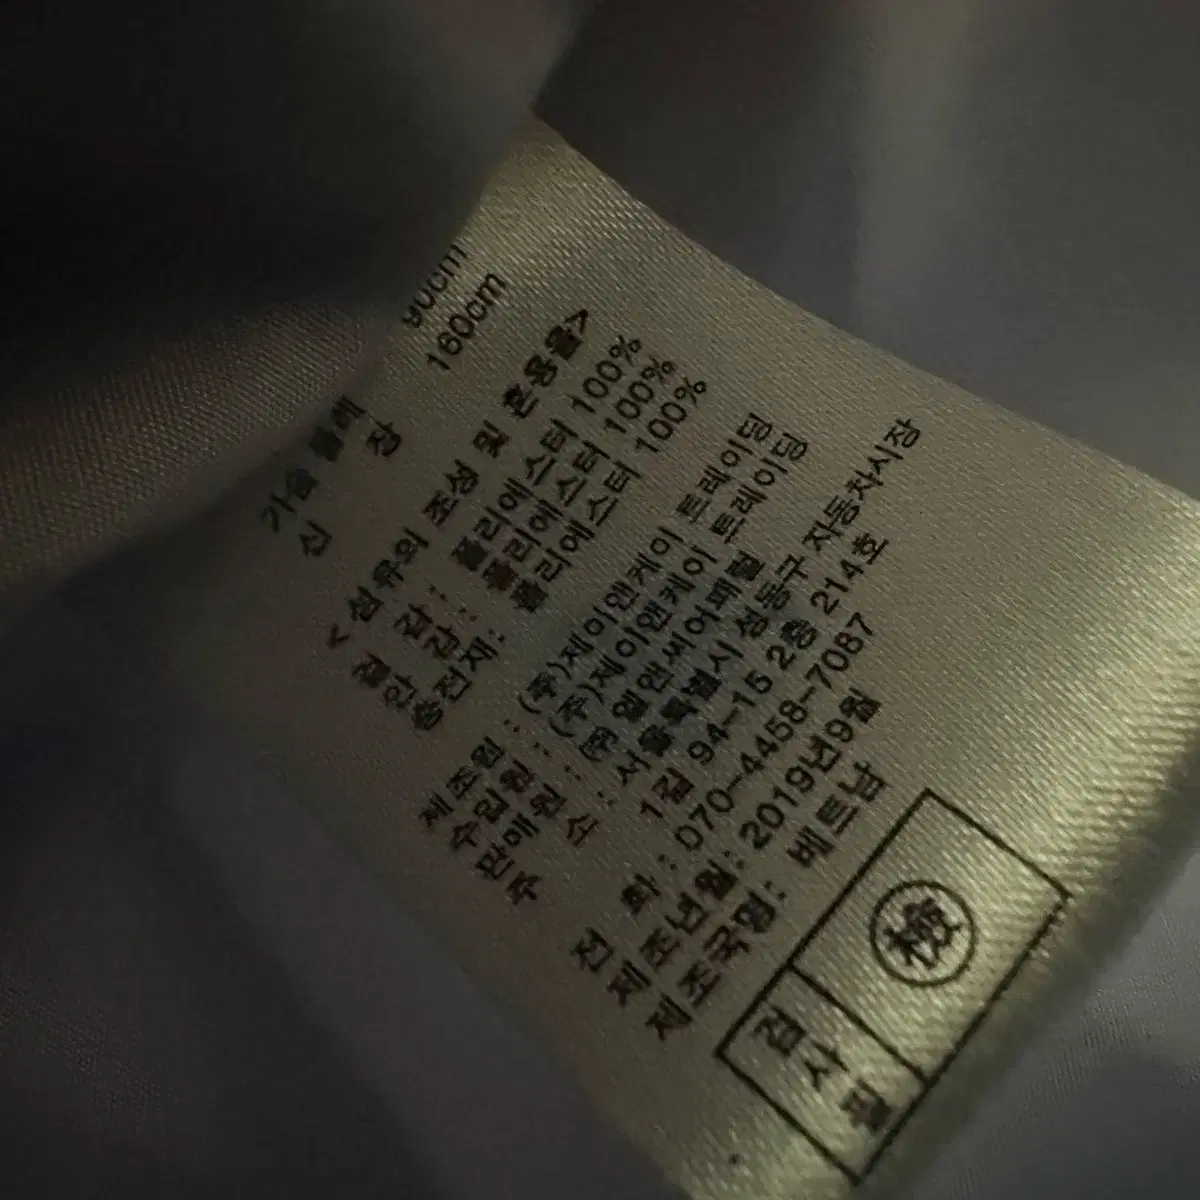 가슴둘레 90cm
신 장 160cm
< 섬유의 조성 및 혼용율>
겉감 : 폴리에스터 100%
안감 : 폴리에스터 100%
충전재: 폴리에스터 100%
제조원 : (주)제이앤케이 트레이딩
수입원 : (주)제이앤케이 트레이딩
판매원 : ㈜ 엘앤씨어패럴
주 소 : 서울특별시 성동구 자동차시장
1길 94-15 2층 214호
전 화 : 070-4458-7087
제조년월: 2019년9월
제조국명: 베트남
검사필 檢